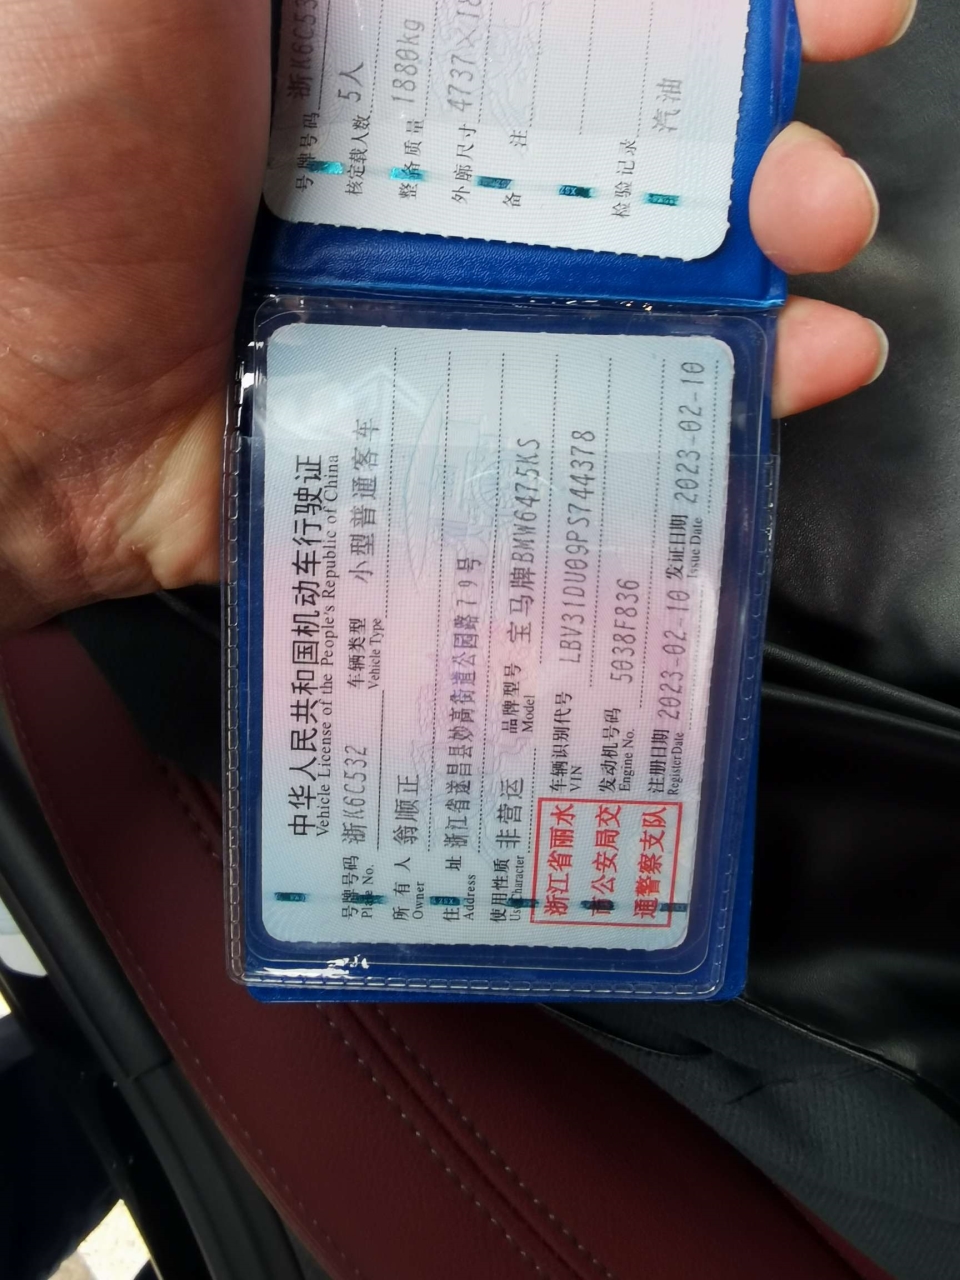 中华人民共和国机动车行驶证
Vehicle License of the People's Republic of China
号牌号码 浙K6C532 车辆类型 小型普通客车
Plate No. Vehicle Type
所有人 翁顺正
Owner
住址 浙江省遂昌县妙高街道公园路79号
Address
使用性质 非营运 品牌型号 宝马牌BMW6475KS
Use Character Model
浙江省丽水
市公安局交
通警察支队
车辆识别代号 LBV31DU09PS744378
VIN
发动机号码 5038F836
Engine No.
注册日期 2023-02-10 发证日期 2023-02-10
Register Date Issue Date
号牌号码 浙K6C53
核定载人数 5人
整备质量 1880kg
外廓尺寸 4737×18
备注
检验记录
汽油